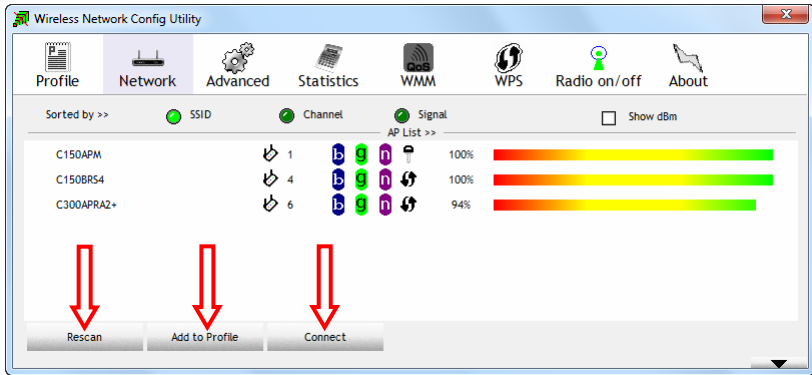 Wireless Network Config Utility
x
P
QoS
Profile Network Advanced Statistics WMM WPS Radio on/off About
Sorted by >> SSID Channel Signal Show dBm
AP List >>
C150APM 1 b g n 100%
C150BRS4 4 b g n 100%
C300APRA2+ 6 b g n 94%
Rescan Add to Profile Connect